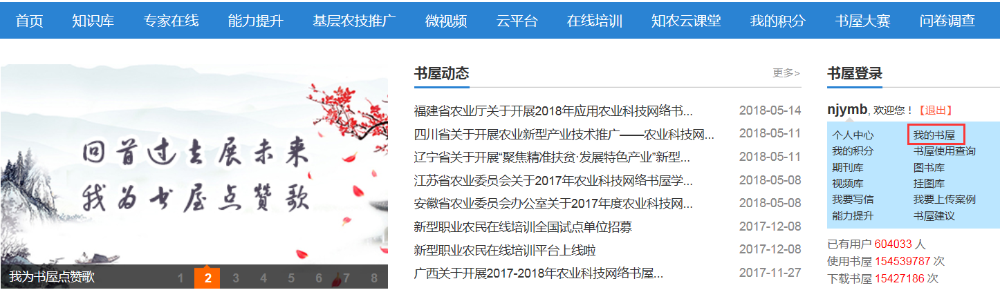 首页 知识库 专家在线 能力提升 基层农技推广 微视频 云平台 在线培训 知农云课堂 我的积分 书屋大赛 问卷调查
回首过去展未来
我为书屋点赞歌
我为书屋点赞歌 1 2 3 4 5 6 7 8
书屋动态 更多>
福建省农业厅关于开展2018年应用农业科技网络书... 2018-05-14
四川省关于开展农业新型产业技术推广——农业科技网... 2018-05-11
辽宁省关于开展“聚焦精准扶贫·发展特色产业”新型... 2018-05-11
江苏省农业委员会关于2017年农业科技网络书屋学... 2018-05-08
安徽省农业委员会办公室关于2017年度农业科技网... 2018-05-08
新型职业农民在线培训全国试点单位招募 2017-12-08
新型职业农民在线培训平台上线啦 2017-12-08
广西关于开展2017-2018年农业科技网络书屋... 2017-11-27
书屋登录
njymb, 欢迎您！【退出】
个人中心 我的书屋
我的积分 书屋使用查询
期刊库 图书库
视频库 挂图库
我要写信 我要上传案例
能力提升 书屋建议
已有用户 604033 人
使用书屋 154539787 次
下载书屋 15427186 次